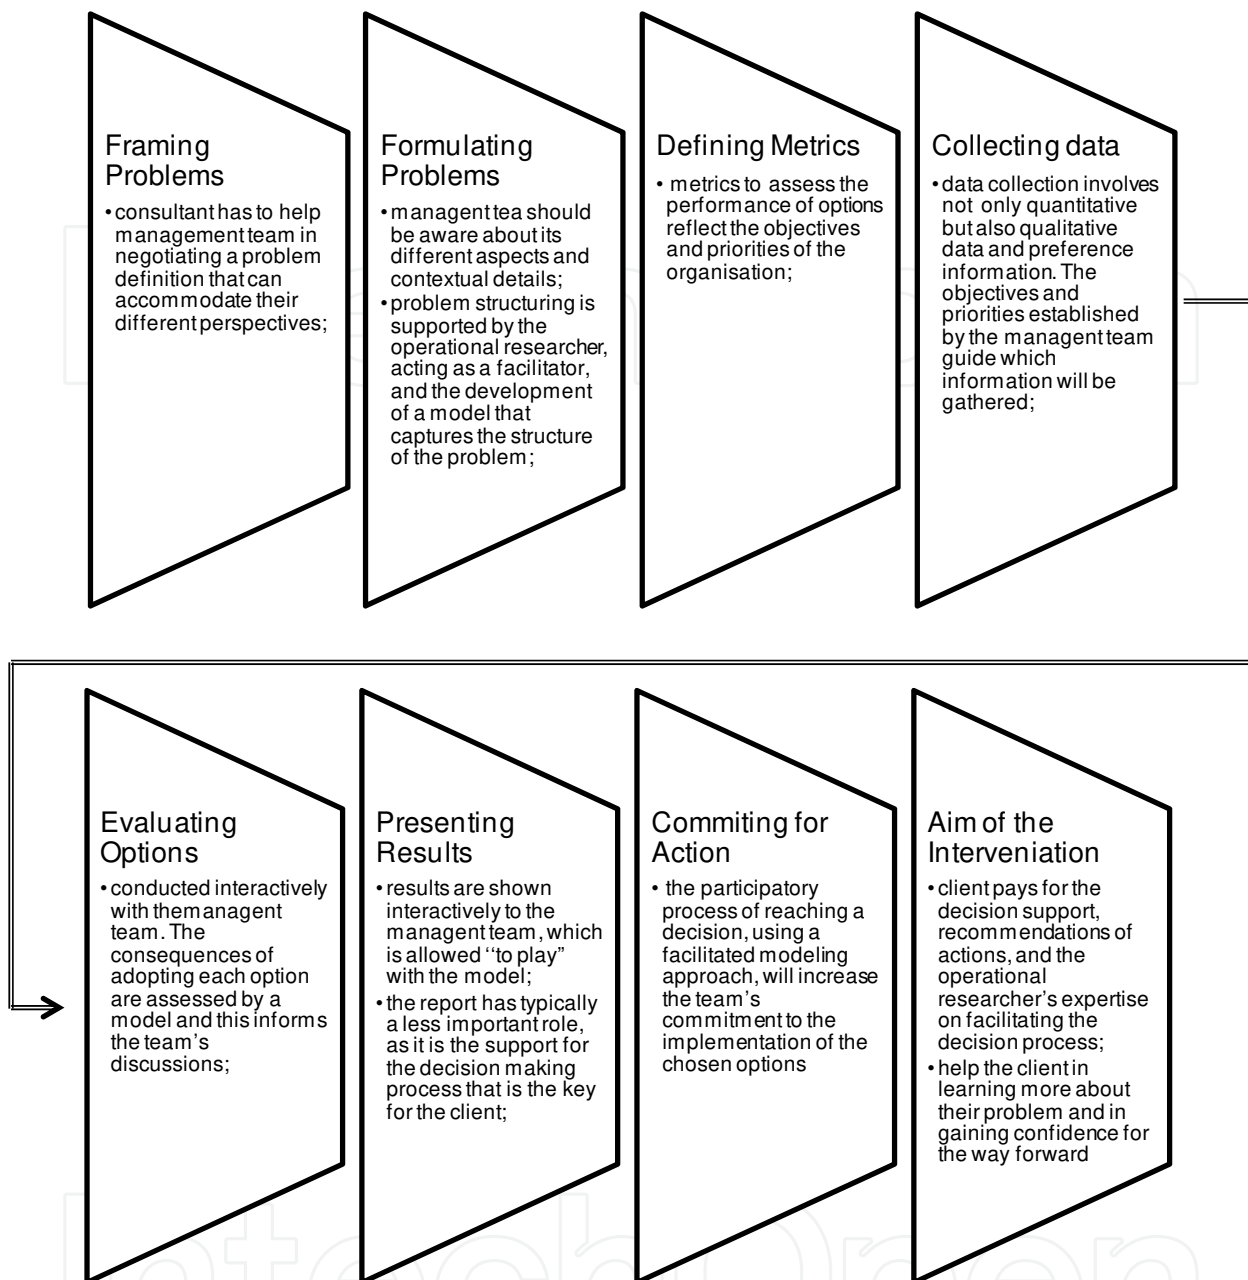 Framing
Problems
• consultant has to help
management team in
negotiating a problem
definition that can
accommodate their
different perspectives;
Formulating
Problems
• managent tea should
be aware about its
different aspects and
contextual details;
• problem structuring is
supported by the
operational researcher,
acting as a facilitator,
and the development
of a model that
captures the structure
of the problem;
Defining Metrics
• metrics to assess the
performance of options
reflect the objectives
and priorities of the
organisation;
Collecting data
• data collection involves
not only quantitative
but also qualitative
data and preference
information. The
objectives and
priorities established
by the managent team
guide which
information will be
gathered;
Evaluating
Options
• conducted interactively
with themanagent
team. The
consequences of
adopting each option
are assessed by a
model and this informs
the team's
discussions;
Presenting
Results
• results are shown
interactively to the
managent team, which
is allowed ‘‘to play”
with the model;
• the report has typically
a less important role,
as it is the support for
the decision making
process that is the key
for the client;
Commiting for
Action
• the participatory
process of reaching a
decision, using a
facilitated modeling
approach, will increase
the team's
commitment to the
implementation of the
chosen options
Aim of the
Interveniation
• client pays for the
decision support,
recommendations of
actions, and the
operational
researcher's expertise
on facilitating the
decision process;
• help the client in
learning more about
their problem and in
gaining confidence for
the way forward
IntechOpen